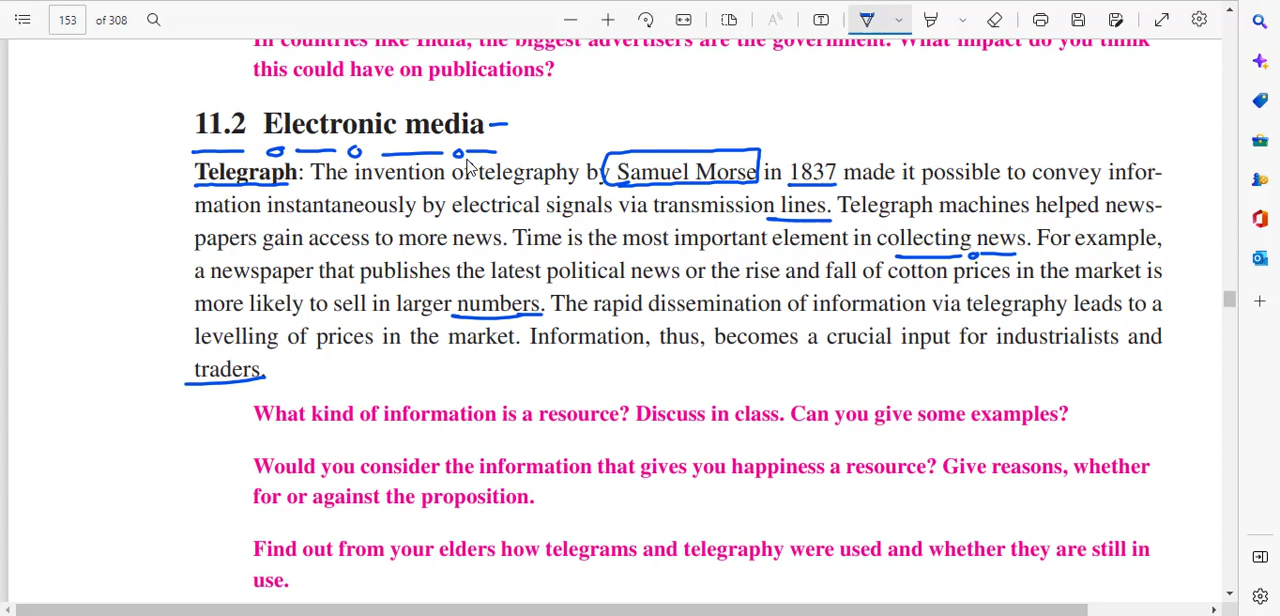 153 of 308
In countries like India, the biggest advertisers are the government. What impact do you think
this could have on publications?
11.2 Electronic media
Telegraph: The invention of telegraphy by Samuel Morse in 1837 made it possible to convey infor-
mation instantaneously by electrical signals via transmission lines. Telegraph machines helped news-
papers gain access to more news. Time is the most important element in collecting news. For example,
a newspaper that publishes the latest political news or the rise and fall of cotton prices in the market is
more likely to sell in larger numbers. The rapid dissemination of information via telegraphy leads to a
levelling of prices in the market. Information, thus, becomes a crucial input for industrialists and
traders.
What kind of information is a resource? Discuss in class. Can you give some examples?
Would you consider the information that gives you happiness a resource? Give reasons, whether
for or against the proposition.
Find out from your elders how telegrams and telegraphy were used and whether they are still in
use.